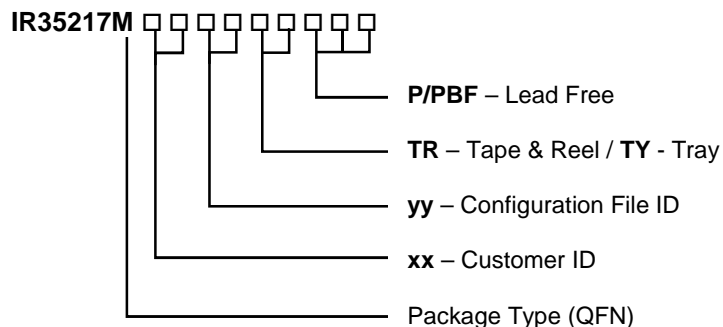 IR35217M
P/PBF – Lead Free
TR – Tape & Reel / TY - Tray
yy – Configuration File ID
xx – Customer ID
Package Type (QFN)